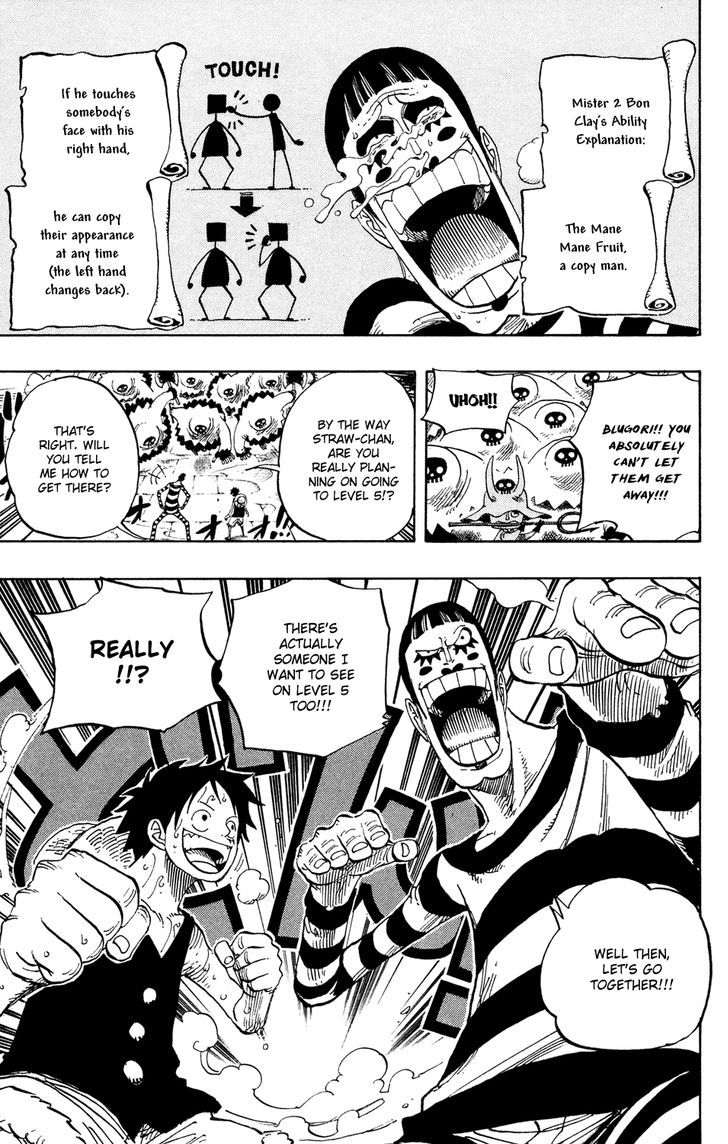 Mister 2 Bon
Clay's Ability
Explanation:
The Mane
Mane Fruit,
a copy man.
TOUCH!
If he touches
somebody's
face with his
right hand,
he can copy
their appearance
at any time
(the left hand
changes back).
BLUGORI!! YOU
ABSOLUTELY
CAN'T LET
THEM GET
AWAY!!!
UHOH!!
BY THE WAY
STRAW-CHAN,
ARE YOU
REALLY PLAN-
NING ON GOING
TO LEVEL 5!?
THAT'S
RIGHT. WILL
YOU TELL
ME HOW TO
GET THERE?
THERE'S
ACTUALLY
SOMEONE I
WANT TO SEE
ON LEVEL 5
TOO!!!
REALLY
!!?
WELL THEN,
LET'S GO
TOGETHER!!!